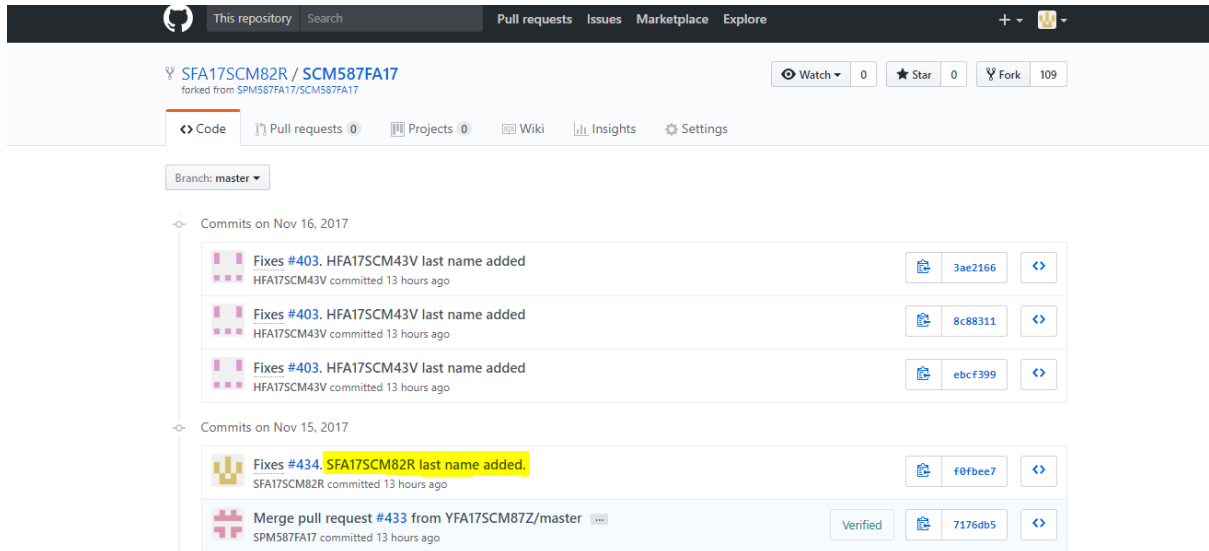 This repository Search Pull requests Issues Marketplace Explore
SFA17SCM82R / SCM587FA17
forked from SPM587FA17/SCM587FA17
Watch 0 Star 0 Fork 109
Code Pull requests 0 Projects 0 Wiki Insights Settings
Branch: master
Commits on Nov 16, 2017
Fixes #403. HFA17SCM43V last name added
HFA17SCM43V committed 13 hours ago
3ae2166
Fixes #403. HFA17SCM43V last name added
HFA17SCM43V committed 13 hours ago
8c88311
Fixes #403. HFA17SCM43V last name added
HFA17SCM43V committed 13 hours ago
ebcf399
Commits on Nov 15, 2017
Fixes #434. SFA17SCM82R last name added.
SFA17SCM82R committed 13 hours ago
f0fbee7
Merge pull request #433 from YFA17SCM87Z/master ...
SPM587FA17 committed 13 hours ago
Verified 7176db5